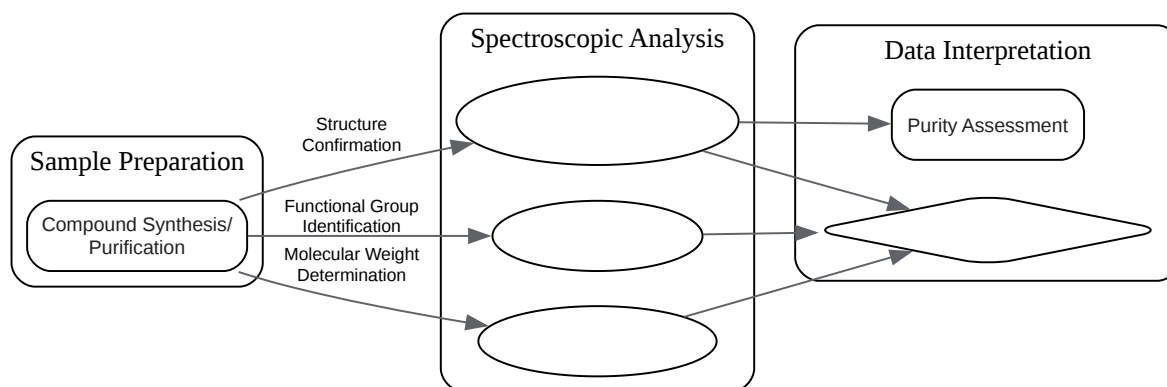 Spectroscopic Analysis
Data Interpretation
Structure
Confirmation
Purity Assessment
Sample Preparation
Compound Synthesis/
Purification
Functional Group
Identification
Molecular Weight
Determination